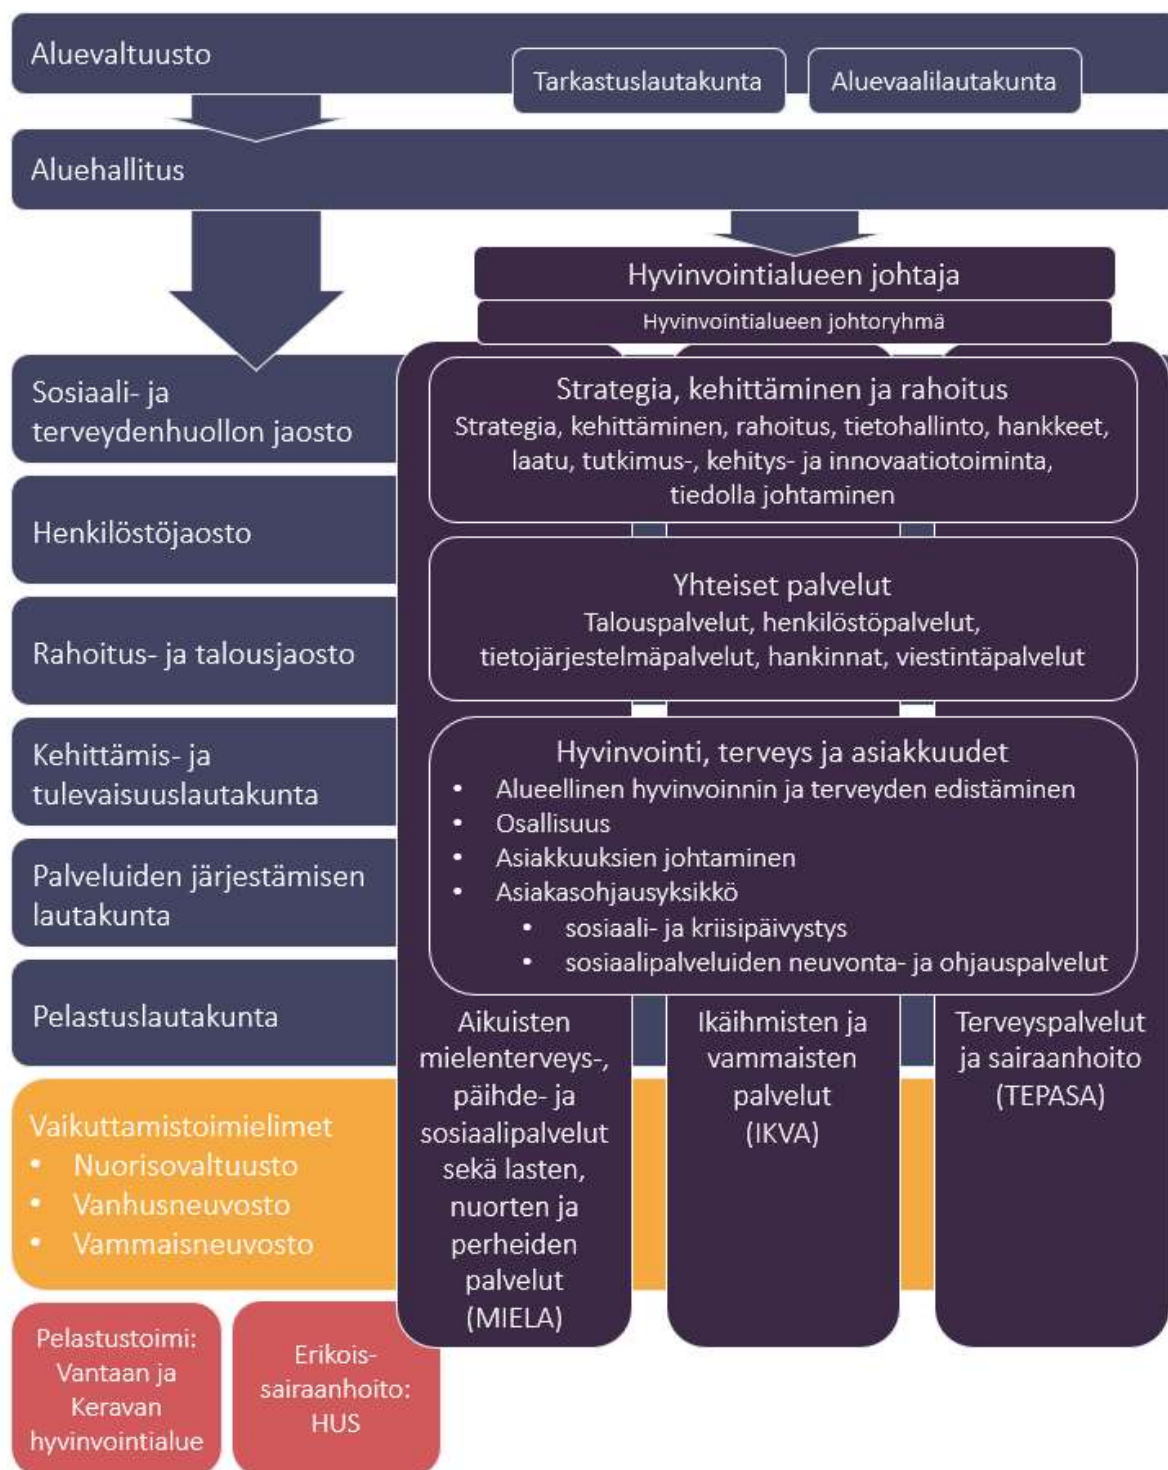 Aluevaltuusto
Tarkastuslautakunta
Aluevaalilautakunta
Aluehallitus
Hyvinvointialueen johtaja
Hyvinvointialueen johtoryhmä
Sosiaali- ja
terveydenhuollon jaosto
Henkilöstöjaosto
Rahoitus- ja talousjaosto
Kehittämis- ja
tulevaisuuslautakunta
Palveluiden järjestämisen
lautakunta
Pelastuslautakunta
Strategia, kehittäminen ja rahoitus
Strategia, kehittäminen, rahoitus, tietohallinto, hankkeet,
laatu, tutkimus-, kehitys- ja innovaatiotoiminta,
tiedolla johtaminen
Yhteiset palvelut
Talouspalvelut, henkilöstöpalvelut,
tietojärjestelmäpalvelut, hankinnat, viestintäpalvelut
Hyvinvointi, terveys ja asiakkuudet
• Alueellinen hyvinvoinnin ja terveyden edistäminen
• Osallisuus
• Asiakkuuksien johtaminen
• Asiakasohjausyksikkö
• sosiaali- ja kriisipäivystys
• sosiaalipalveluiden neuvonta- ja ohjauspalvelut
Aikuisten
mielenterveys-,
päihde- ja
sosiaalipalvelut
sekä lasten,
nuorten ja
perheiden
palvelut
(MIELA)
Ikäihmisten ja
vammaisten
palvelut
(IKVA)
Terveyspalvelut
ja sairaanhoito
(TEPASA)
Vaikuttamistoimielimet
• Nuorisovaltuusto
• Vanhusneuvosto
• Vammaisneuvosto
Pelastustoimi:
Vantaan ja
Keravan
hyvinvointialue
Erikois-
sairaanhoito:
HUS